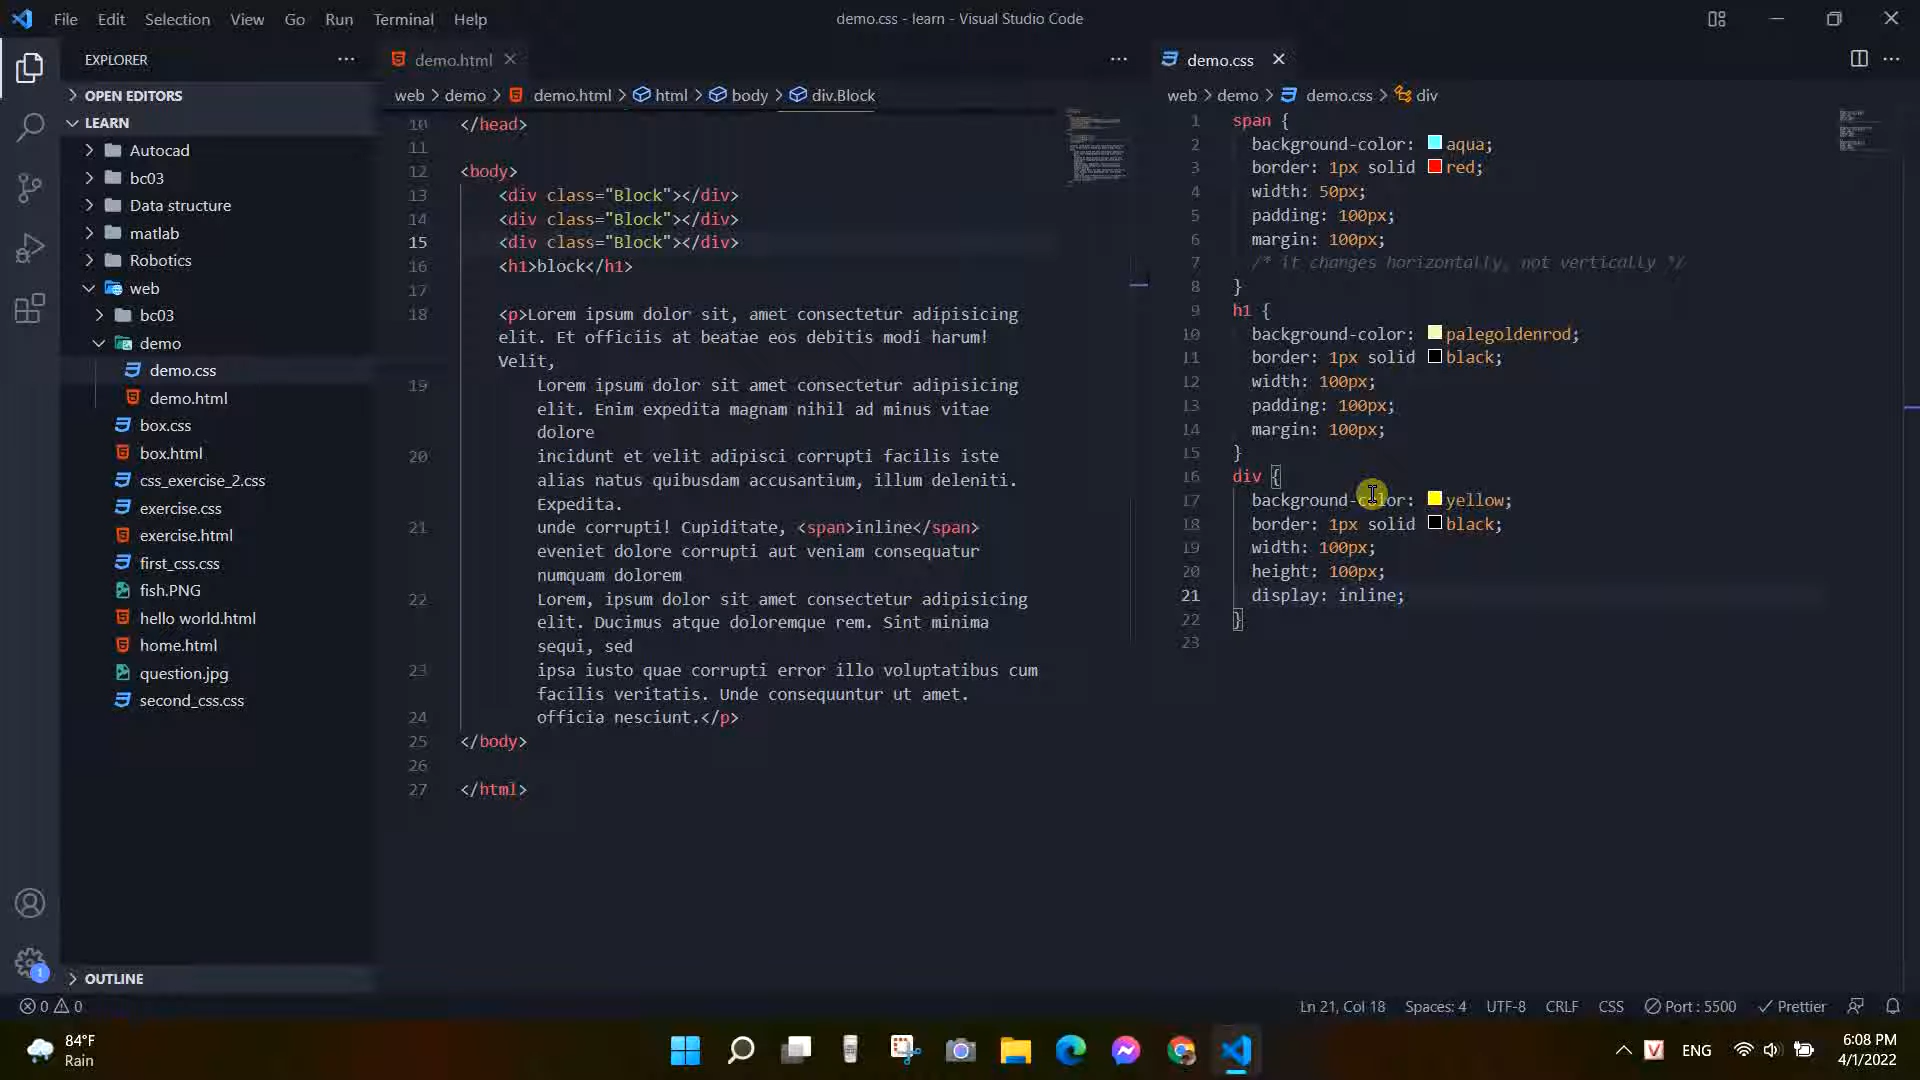 File Edit Selection View Go Run Terminal Help
demo.css - learn - Visual Studio Code
EXPLORER
OPEN EDITORS
LEARN
Autocad
bc03
Data structure
matlab
Robotics
web
bc03
demo
demo.css
demo.html
box.css
box.html
css_exercise_2.css
exercise.css
exercise.html
first_css.css
fish.PNG
hello world.html
home.html
question.jpg
second_css.css
OUTLINE
demo.html
web > demo > demo.html > html > body > div.Block
10 </head>
11
12 <body>
13 <div class="Block"></div>
14 <div class="Block"></div>
15 <div class="Block"></div>
16 <h1>block</h1>
17
18 <p>Lorem ipsum dolor sit, amet consectetur adipisicing
elit. Et officiis at beatae eos debitis modi harum!
Velit,
19 Lorem ipsum dolor sit amet consectetur adipisicing
elit. Enim expedita magnam nihil ad minus vitae
dolore
20 incidunt et velit adipisci corrupti facilis iste
alias natus quibusdam accusantium, illum deleniti.
Expedita.
21 unde corrupti! Cupiditate, <span>inline</span>
eveniet dolore corrupti aut veniam consequatur
numquam dolorem
22 Lorem, ipsum dolor sit amet consectetur adipisicing
elit. Ducimus atque doloremque rem. Sint minima
sequi, sed
23 ipsa iusto quae corrupti error illo voluptatibus cum
facilis veritatis. Unde consequuntur ut amet.
24 officia nesciunt.</p>
25 </body>
26
27 </html>
demo.css
web > demo > demo.css > div
1 span {
2 background-color: aqua;
3 border: 1px solid red;
4 width: 50px;
5 padding: 100px;
6 margin: 100px;
7 /* it changes horizontally, not vertically */
8 }
9 h1 {
10 background-color: palegoldenrod;
11 border: 1px solid black;
12 width: 100px;
13 padding: 100px;
14 margin: 100px;
15 }
16 div {
17 background-color: yellow;
18 border: 1px solid black;
19 width: 100px;
20 height: 100px;
21 display: inline;
22 }
23
1
0 0
Ln 21, Col 18 Spaces: 4 UTF-8 CRLF CSS Port : 5500 Prettier
84°F
Rain
V ENG
6:08 PM
4/1/2022